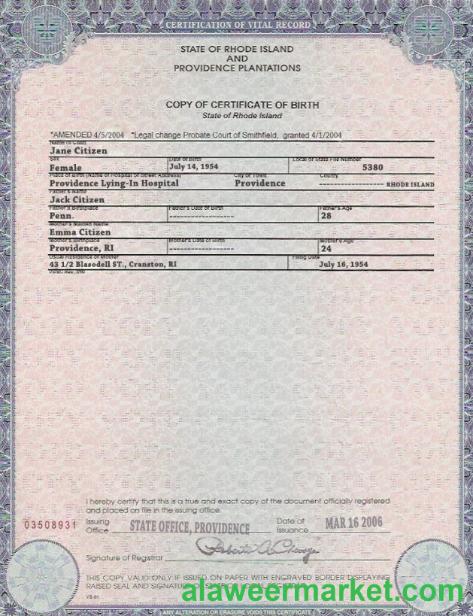 CERTIFICATION OF VITAL RECORD
STATE OF RHODE ISLAND
AND
PROVIDENCE PLANTATIONS
COPY OF CERTIFICATE OF BIRTH
State of Rhode Island
*AMENDED 4/5/2004 *Legal change Probate Court of Smithfield, granted 4/1/2004
Name of Child
Jane Citizen
Sex Date of Birth Local or State File Number
Female July 14, 1954 5380
Place of Birth (Name of Hospital or Street Address) City or Town County
Providence Lying-In Hospital Providence RHODE ISLAND
Father's Name
Jack Citizen
Father's Birthplace Father's Date of Birth Father's Age
Penn. 28
Mother's Maiden Name
Emma Citizen
Mother's Birthplace Mother's Date of Birth Mother's Age
Providence, RI 24
Usual Residence of Mother Filing Date
43 1/2 Blasodell ST., Cranston, RI July 16, 1954
I hereby certify that this is a true and exact copy of the document officially registered
and placed on file in the issuing office.
03508931 Issuing Office STATE OFFICE, PROVIDENCE Date of Issuance MAR 16 2006
Signature of Registrar
THIS COPY VALID ONLY IF ISSUED ON PAPER WITH ENGRAVED BORDER DISPLAYING
RAISED SEAL AND SIGNATURE OF
VS-91
alaweermarket.com
ANY ALTERATION OR ERASURE VOIDS THIS CERTIFICATE